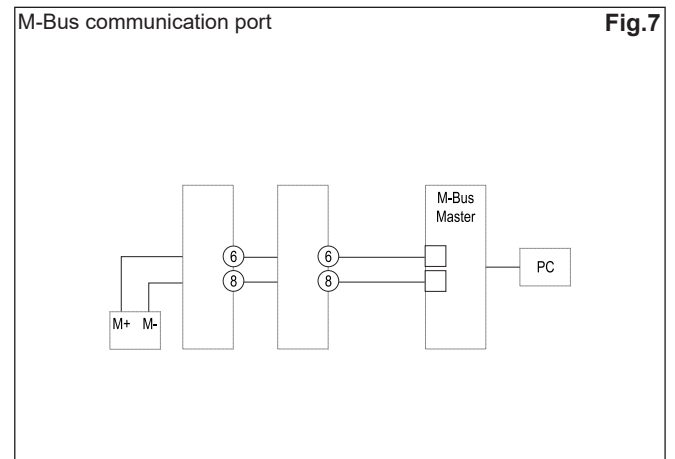 M-Bus communication port Fig.7
M-Bus
Master
6 6
PC
8 8
M+ M-